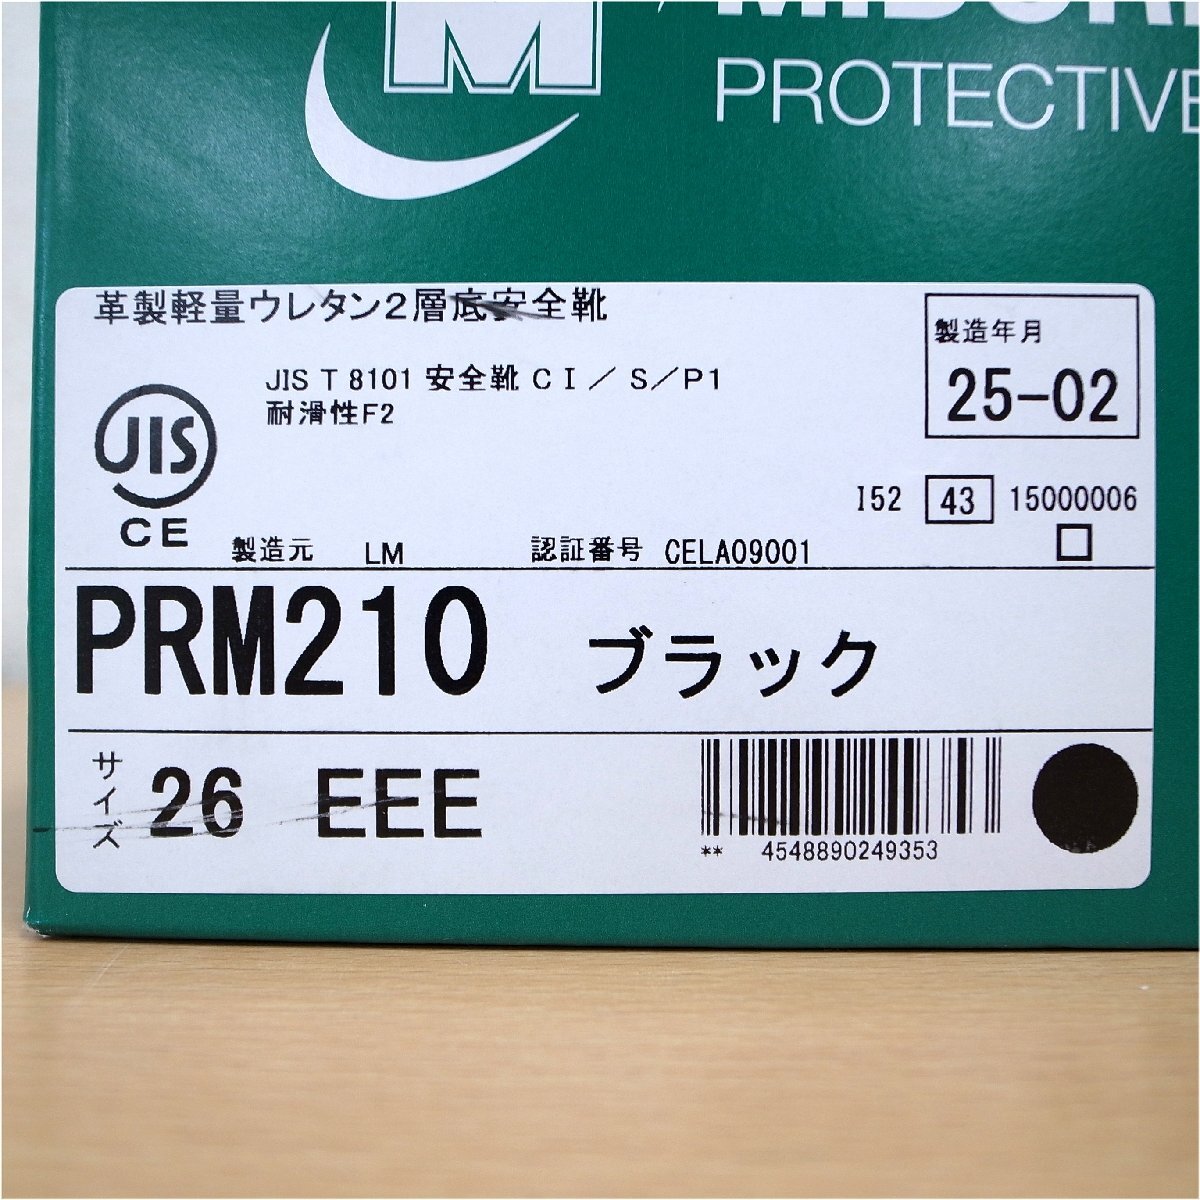 M
PROTECTIVE
革製軽量ウレタン2層底安全靴
製造年月
25-02
JIS T 8101 安全靴 CI／ S／P1
耐滑性F2
JIS
CE
I52 43 15000006
製造元 LM 認証番号 CELA09001
PRM210 ブラック
サイズ 26 EEE
** 4548890249353